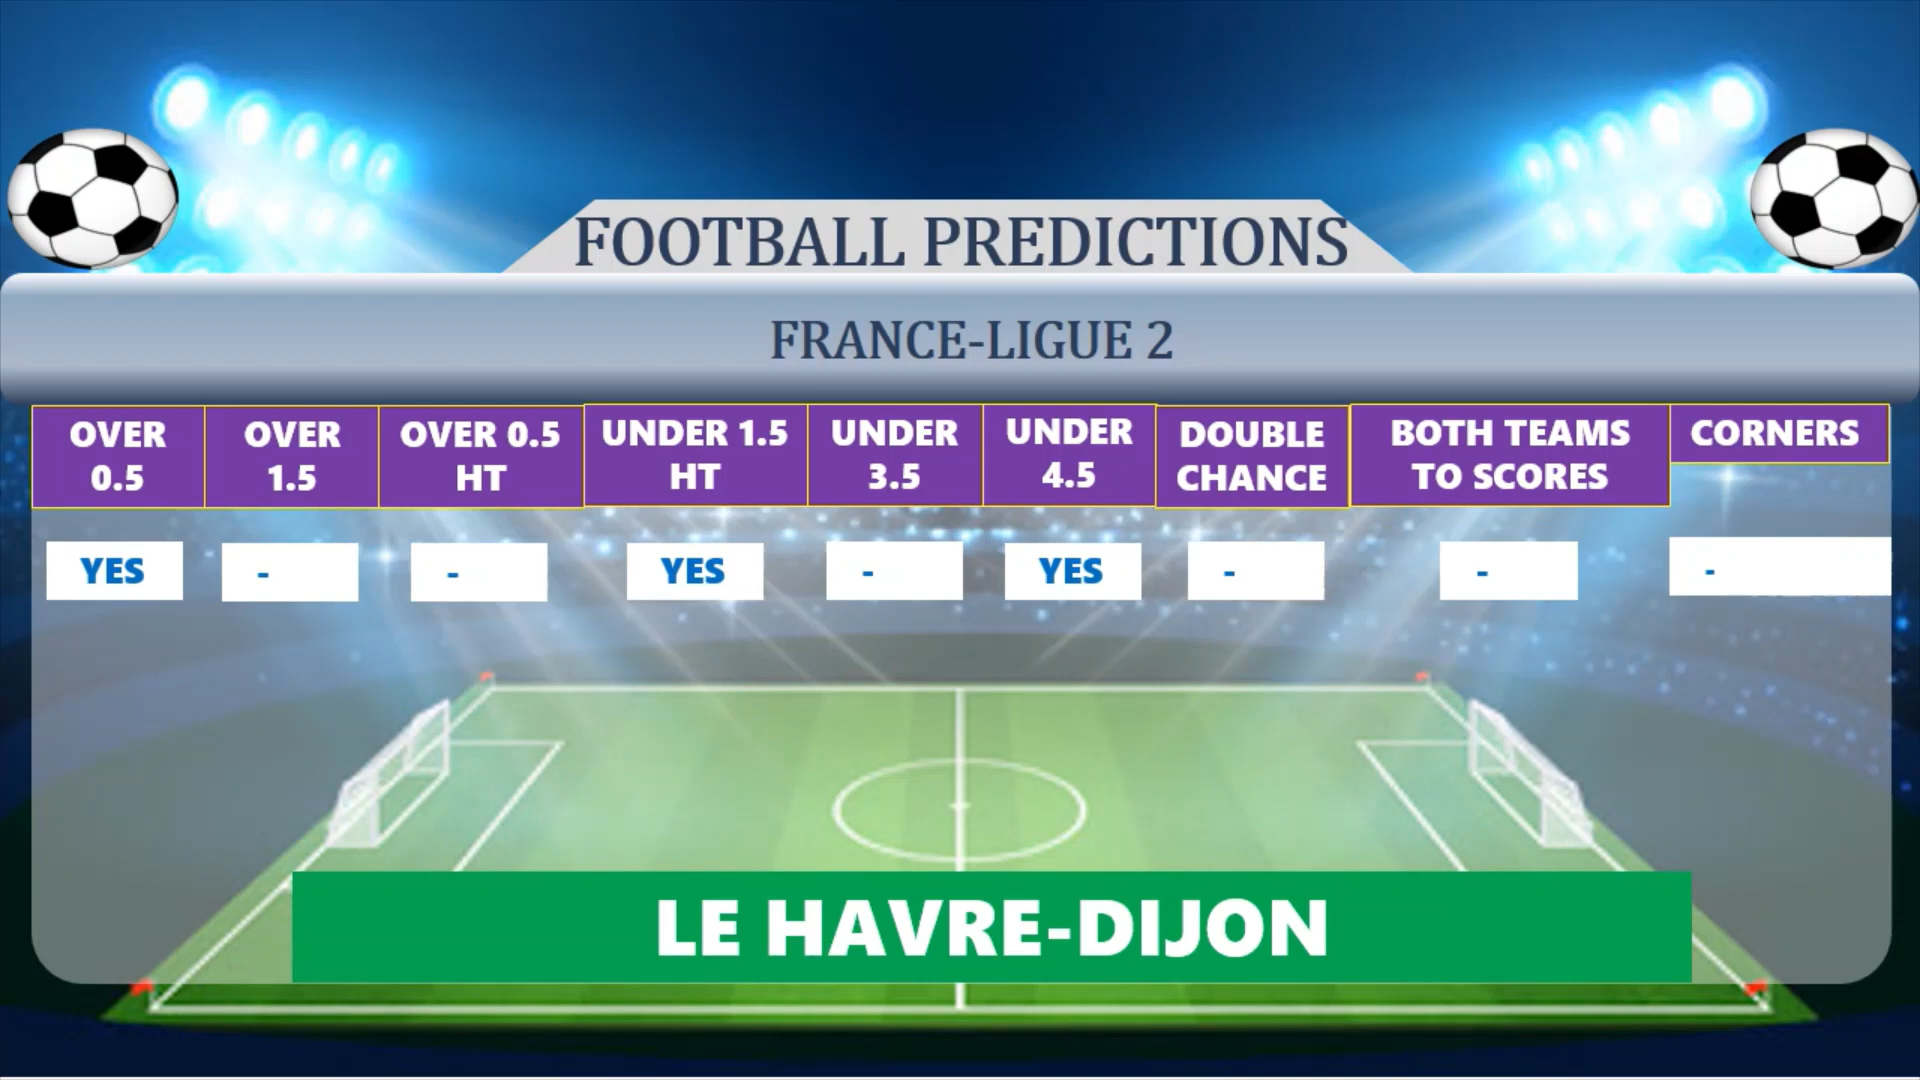 FOOTBALL PREDICTIONS
FRANCE-LIGUE 2
OVER 0.5
OVER 1.5
OVER 0.5 HT
UNDER 1.5 HT
UNDER 3.5
UNDER 4.5
DOUBLE CHANCE
BOTH TEAMS TO SCORES
CORNERS
YES - - YES - YES - - -
LE HAVRE-DIJON